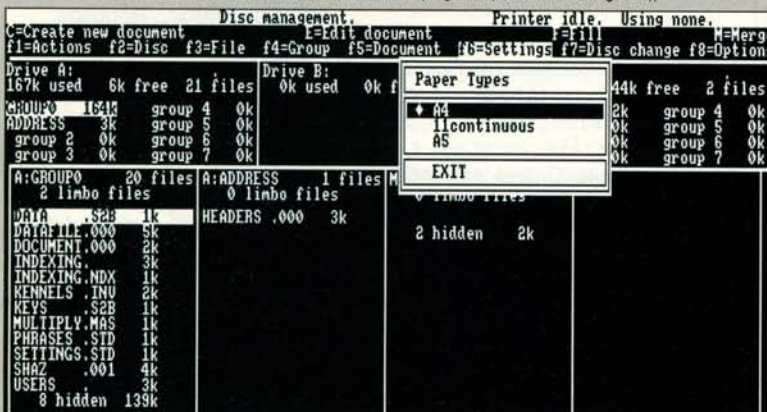 Disc management. Printer idle. Using none.
C=Create new document E=Edit document F=Fill M=Merg
f1=Actions f2=Disc f3=File f4=Group f5=Document f6=Settings f7=Disc change f8=Option
Drive A:
167k used 6k free 21 files
GROUP0 164k group 4 0k
ADDRESS 3k group 5 0k
group 2 0k group 6 0k
group 3 0k group 7 0k
Drive B:
0k used 0k f
44k free 2 files
2k group 4 0k
0k group 5 0k
0k group 6 0k
0k group 7 0k
Paper Types
♦ A4
11continuous
A5
EXIT
A:GROUP0 20 files
2 limbo files
DATA .S2B 1k
DATAFILE.000 5k
DOCUMENT.000 2k
INDEXING. 3k
INDEXING.NDX 1k
KENNELS .INV 2k
KEYS .S2B 1k
MULTIPLY.MAS 1k
PHRASES .STD 1k
SETTINGS.STD 1k
SHAZ .001 4k
USERS . 3k
8 hidden 139k
A:ADDRESS 1 files
0 limbo files
HEADERS .000 3k
M
0 limbo files
2 hidden 2k